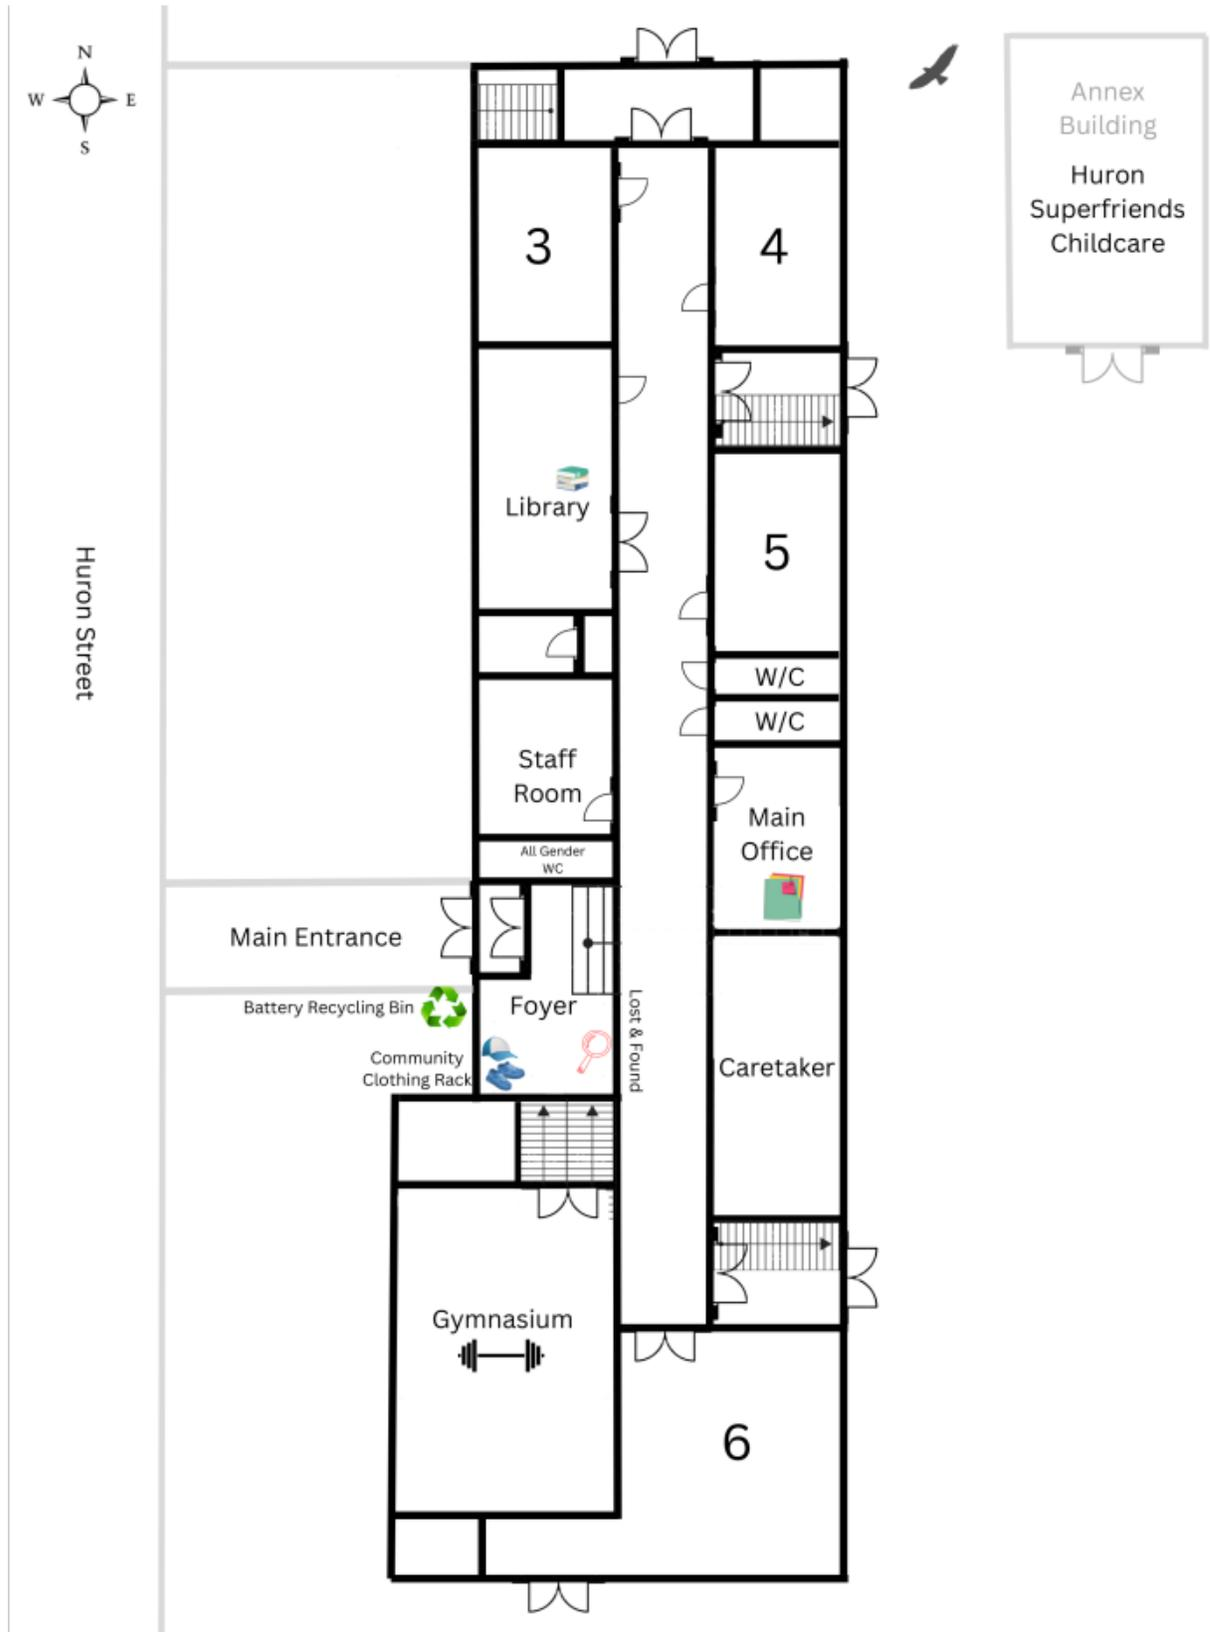 N
W E
S
Annex
Building
Huron
Superfriends
Childcare
3
4
Library
5
Huron Street
W/C
W/C
Staff
Room
Main
Office
All Gender
WC
Main Entrance
Battery Recycling Bin
Foyer
Lost & Found
Community
Clothing Rack
Caretaker
Gymnasium
6